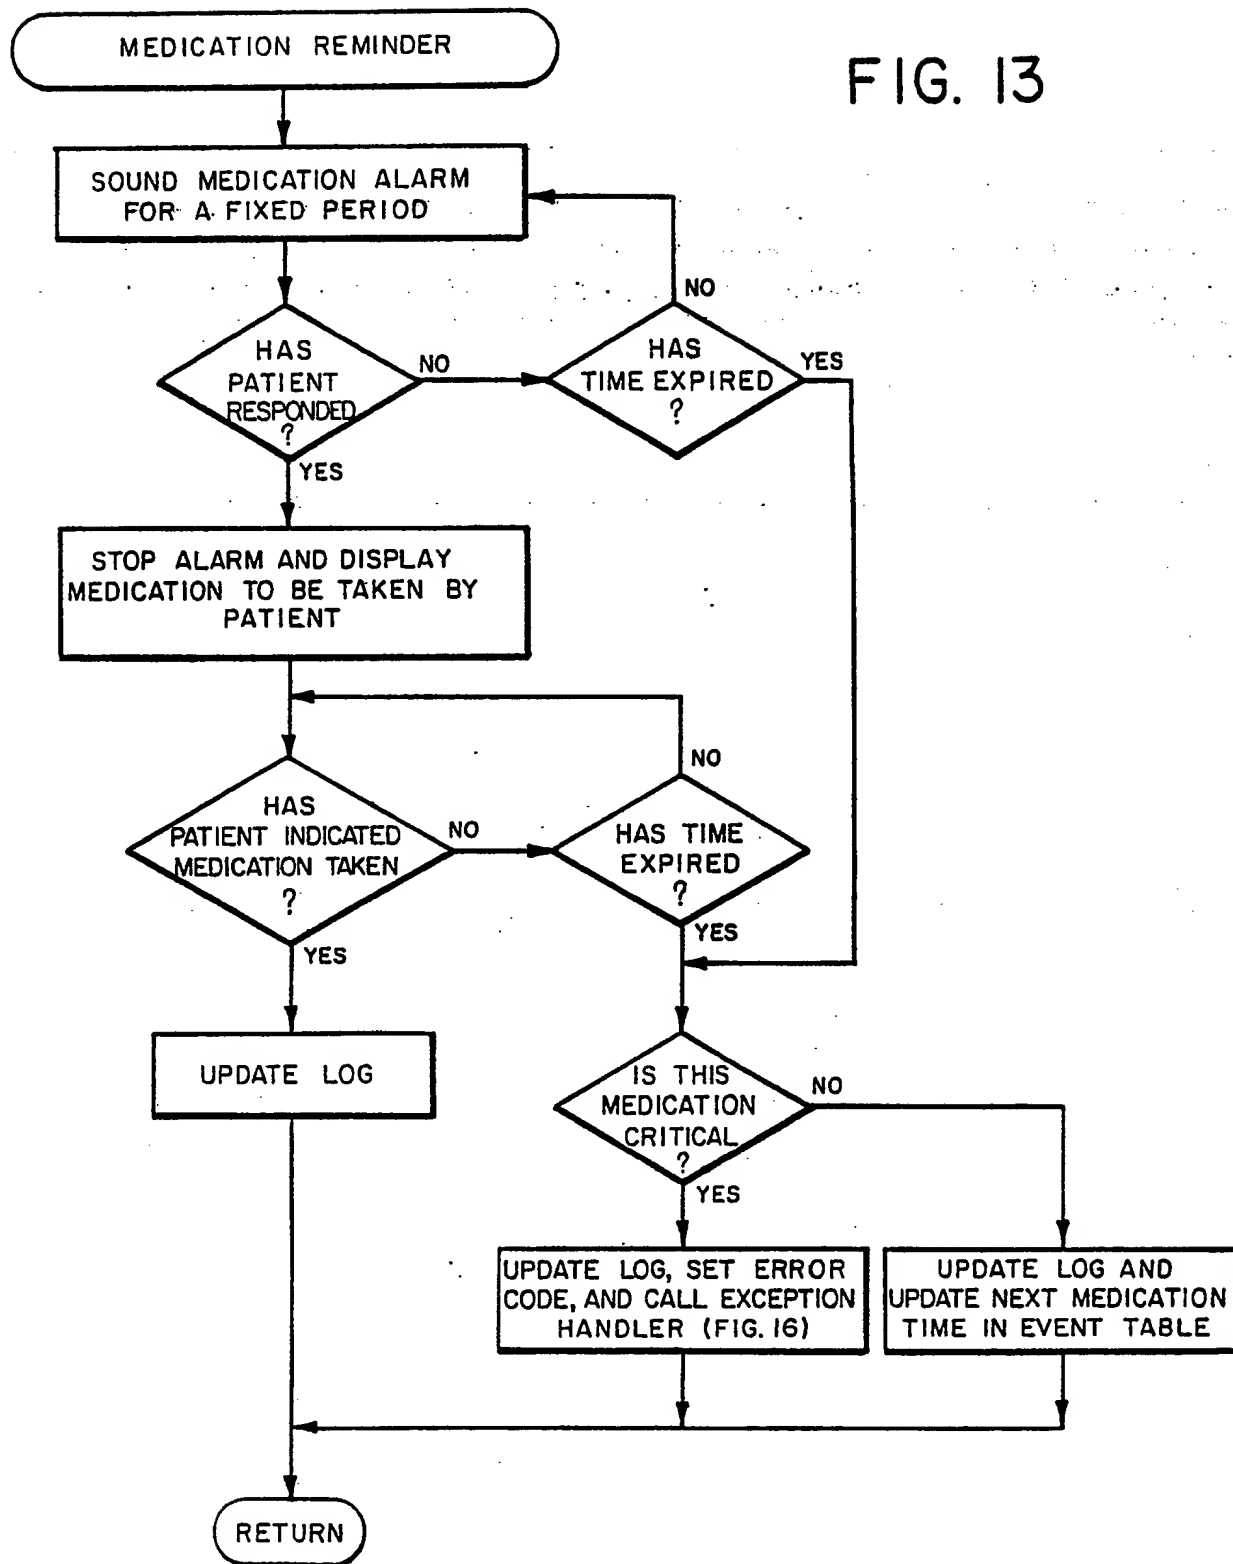 MEDICATION REMINDER
FIG. 13
SOUND MEDICATION ALARM
FOR A FIXED PERIOD
NO
HAS
PATIENT
RESPONDED
?
NO
HAS
TIME EXPIRED
?
YES
YES
STOP ALARM AND DISPLAY
MEDICATION TO BE TAKEN BY
PATIENT
NO
HAS
PATIENT INDICATED
MEDICATION TAKEN
?
NO
HAS TIME
EXPIRED
?
YES
YES
UPDATE LOG
IS THIS
MEDICATION
CRITICAL
?
NO
YES
UPDATE LOG, SET ERROR
CODE, AND CALL EXCEPTION
HANDLER (FIG. 16)
UPDATE LOG AND
UPDATE NEXT MEDICATION
TIME IN EVENT TABLE
RETURN